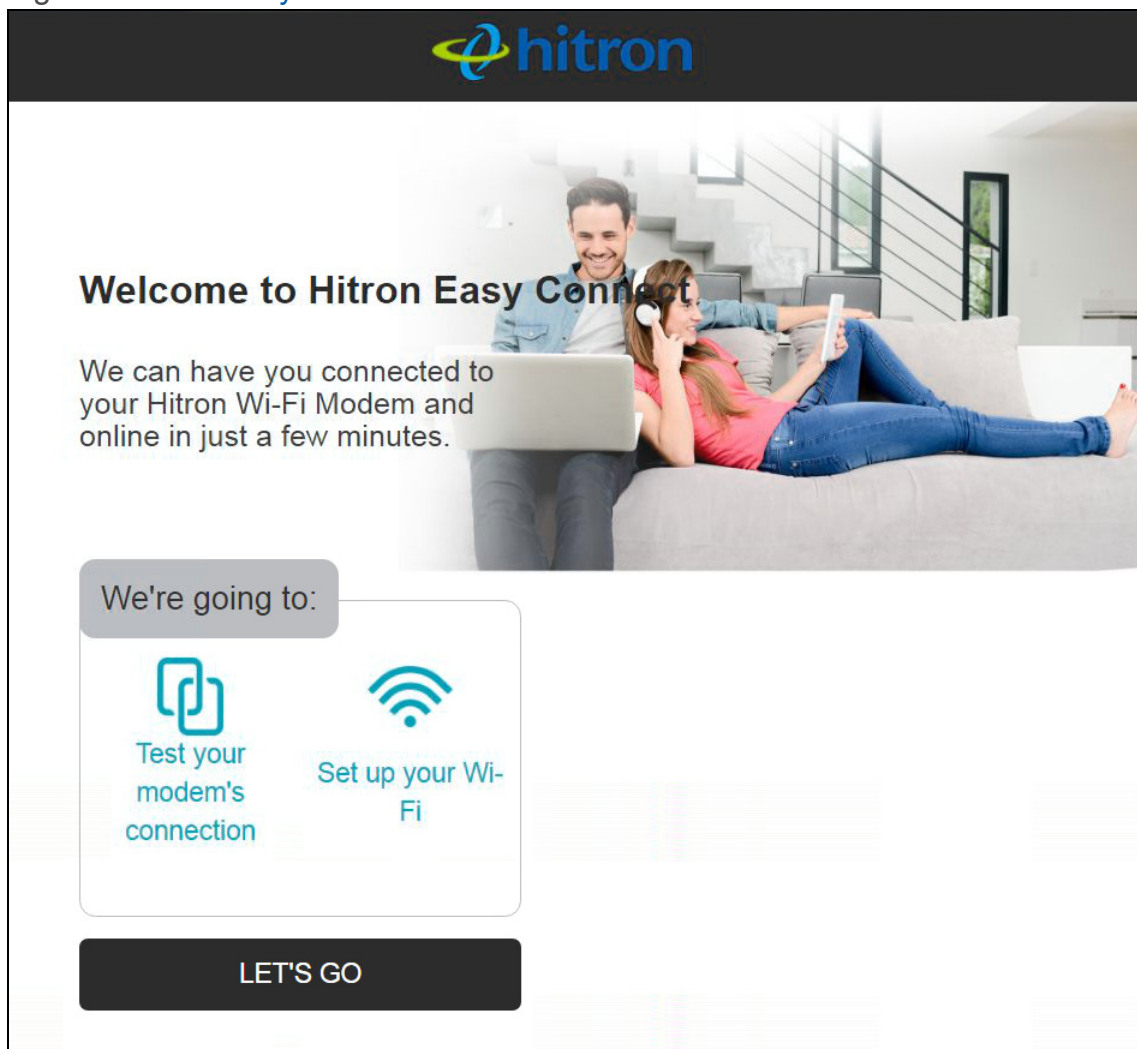 hitron
Welcome to Hitron Easy Connect
We can have you connected to
your Hitron Wi-Fi Modem and
online in just a few minutes.
We're going to:
Test your
modem's
connection
Set up your Wi-
Fi
LET'S GO